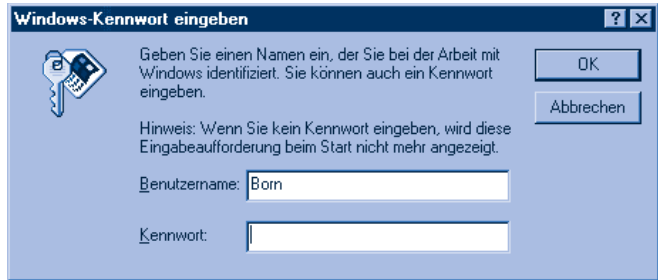 Windows-Kennwort eingeben
Geben Sie einen Namen ein, der Sie bei der Arbeit mit
Windows identifiziert. Sie können auch ein Kennwort
eingeben.
OK
Abbrechen
Hinweis: Wenn Sie kein Kennwort eingeben, wird diese
Eingabeaufforderung beim Start nicht mehr angezeigt.
Benutzername: Born
Kennwort: